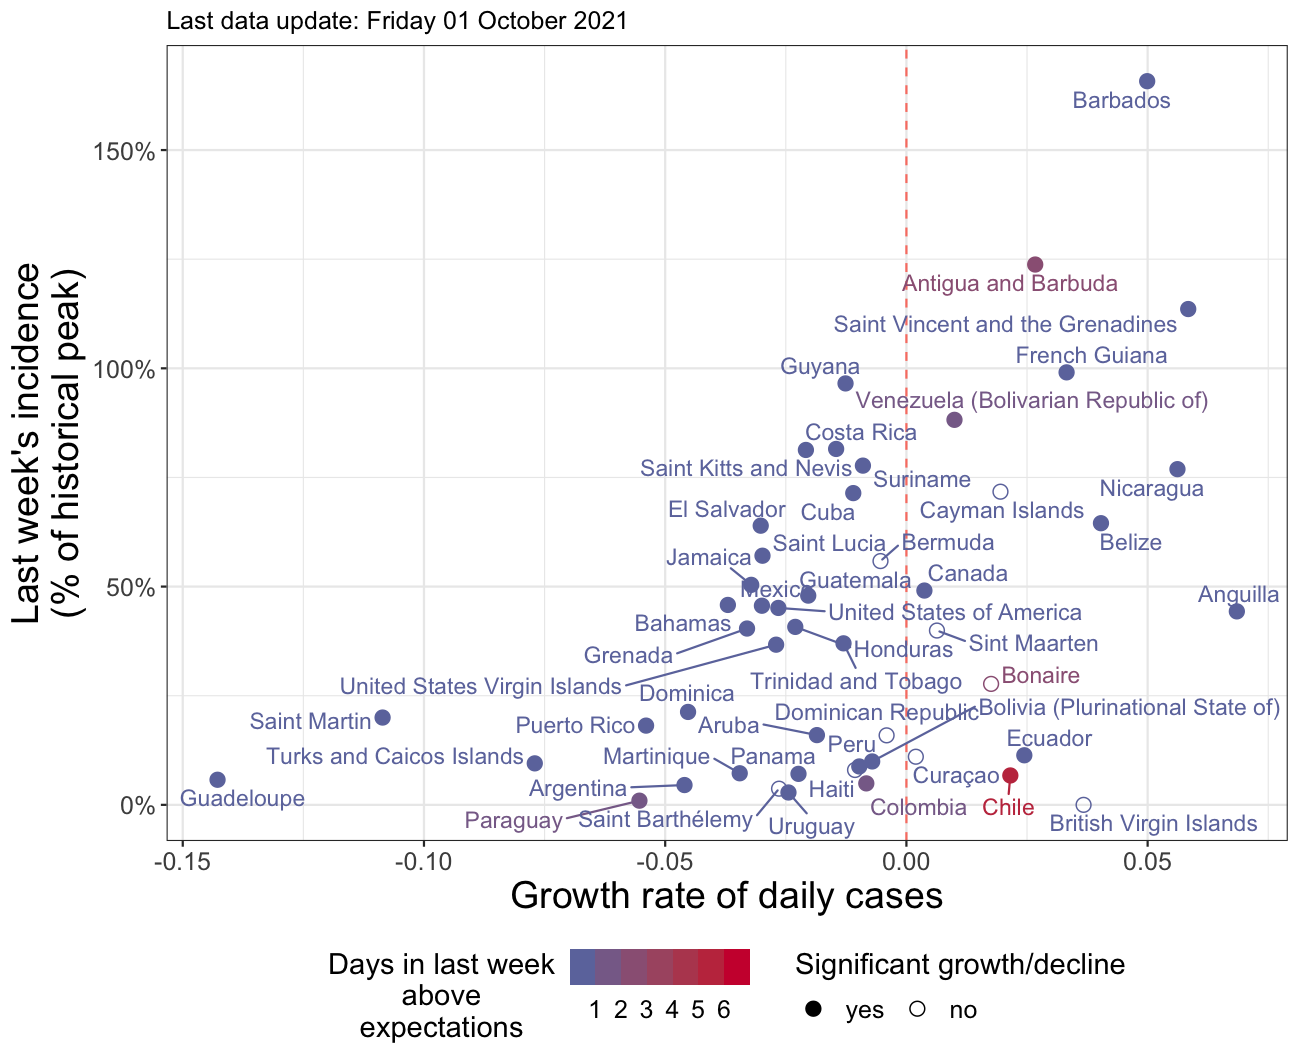 Last data update: Friday 01 October 2021
Last week's incidence
(% of historical peak)
150%
100%
50%
0%
Barbados
Antigua and Barbuda
Saint Vincent and the Grenadines
French Guiana
Guyana
Venezuela (Bolivarian Republic of)
Costa Rica
Saint Kitts and Nevis
Suriname
Nicaragua
El Salvador
Cuba
Cayman Islands
Saint Lucia
Bermuda
Belize
Jamaica
Guatemala
Canada
Mexico
Anguilla
United States of America
Bahamas
Sint Maarten
Grenada
Honduras
Bonaire
United States Virgin Islands
Trinidad and Tobago
Dominica
Dominican Republic
Bolivia (Plurinational State of)
Saint Martin
Puerto Rico
Aruba
Ecuador
Turks and Caicos Islands
Martinique
Panama
Peru
Curaçao
Guadeloupe
Argentina
Haiti
Colombia
Chile
Paraguay
Saint Barthélemy
Uruguay
British Virgin Islands
-0.15
-0.10
-0.05
0.00
0.05
Growth rate of daily cases
Days in last week
above
expectations
1 2 3 4 5 6
Significant growth/decline
yes
no